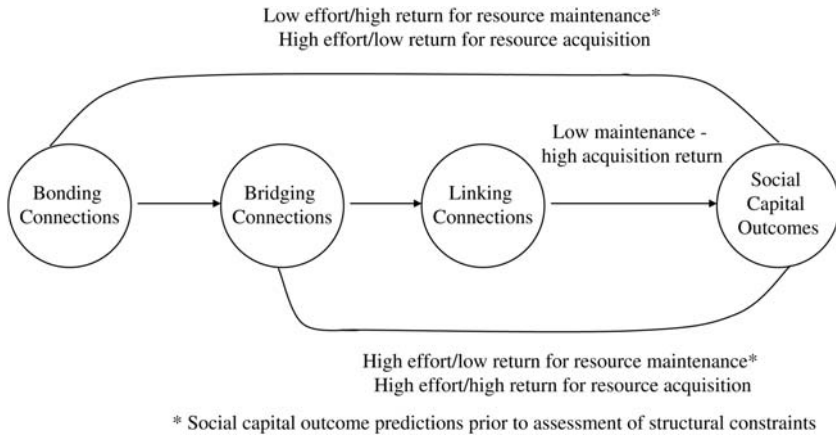 Low effort/high return for resource maintenance*
High effort/low return for resource acquisition
Low maintenance -
high acquisition return
Bonding
Connections
Bridging
Connections
Linking
Connections
Social
Capital
Outcomes
High effort/low return for resource maintenance*
High effort/high return for resource acquisition
* Social capital outcome predictions prior to assessment of structural constraints